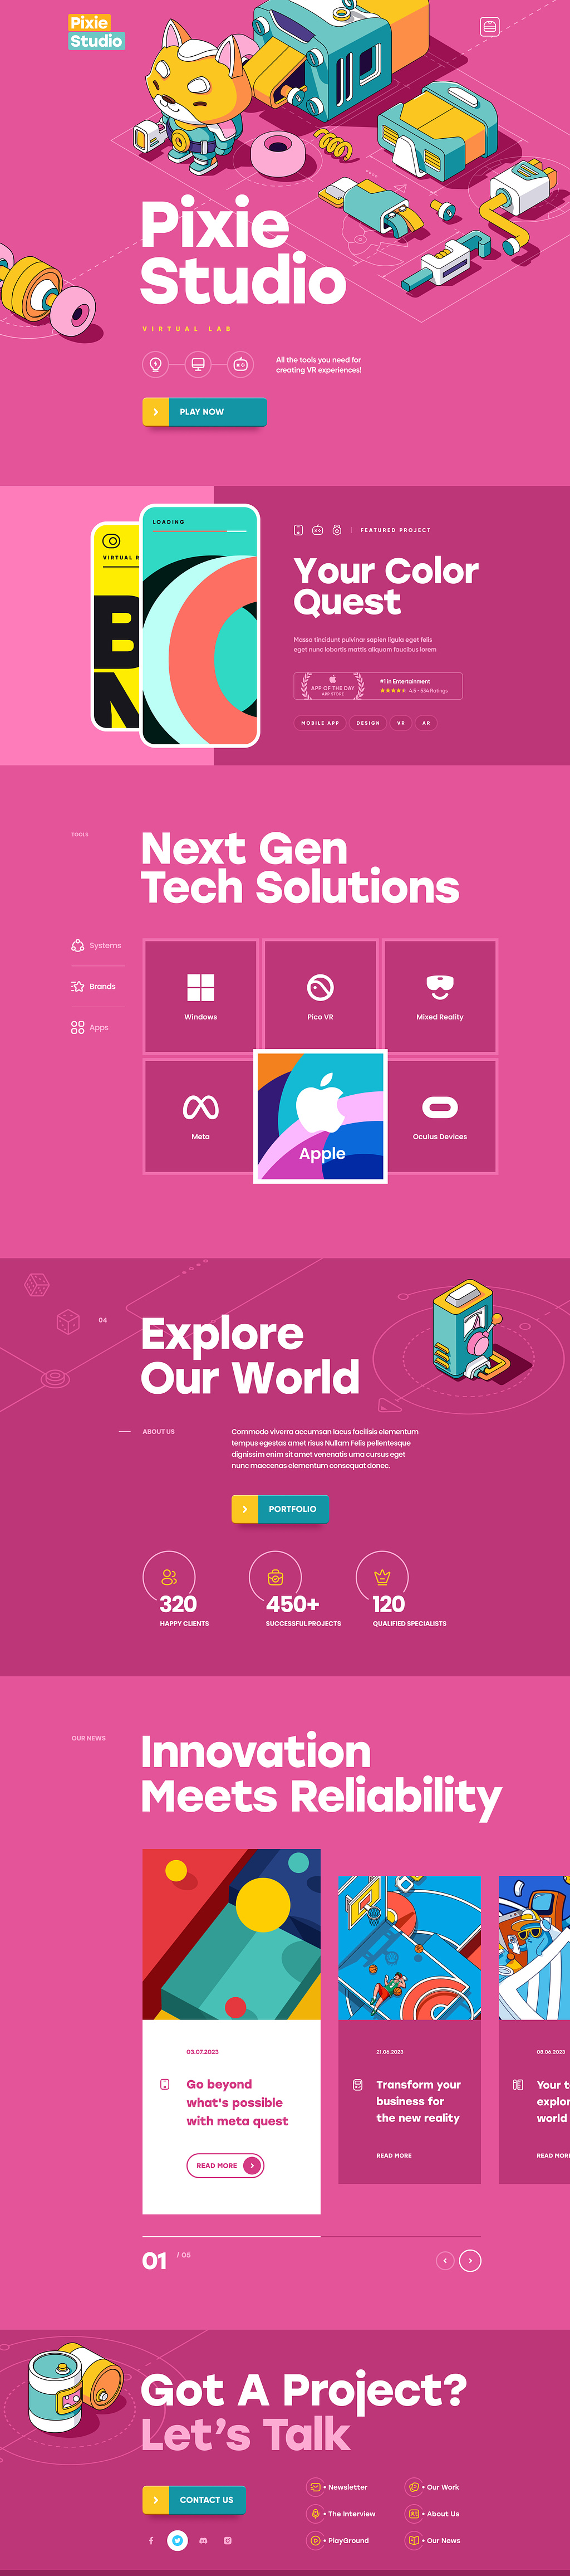 Pixie
Studio
Pixie
Studio
VIRTUAL LAB
All the tools you need for
creating VR experiences!
PLAY NOW
LOADING
VIRTUAL R
B
N
FEATURED PROJECT
Your Color
Quest
Massa tincidunt pulvinar sapien ligula eget felis
eget nunc lobortis mattis aliquam faucibus lorem
APP OF THE DAY
APP STORE
#1 in Entertainment
4,5 - 534 Ratings
MOBILE APP
DESIGN
VR
AR
TOOLS
Next Gen
Tech Solutions
Systems
Brands
Apps
Windows
Pico VR
Mixed Reality
Meta
Apple
Oculus Devices
04
Explore
Our World
ABOUT US
Commodo viverra accumsan lacus facilisis elementum
tempus egestas amet risus Nullam Felis pellentesque
dignissim enim sit amet venenatis urna cursus eget
nunc maecenas elementum consequat donec.
PORTFOLIO
320
HAPPY CLIENTS
450+
SUCCESSFUL PROJECTS
120
QUALIFIED SPECIALISTS
OUR NEWS
Innovation
Meets Reliability
03.07.2023
Go beyond
what's possible
with meta quest
READ MORE
21.06.2023
Transform your
business for
the new reality
READ MORE
08.06.2023
Your t
explor
world
READ MOR
01 / 05
Got A Project?
Let's Talk
CONTACT US
• Newsletter
• The Interview
• PlayGround
• Our Work
• About Us
• Our News